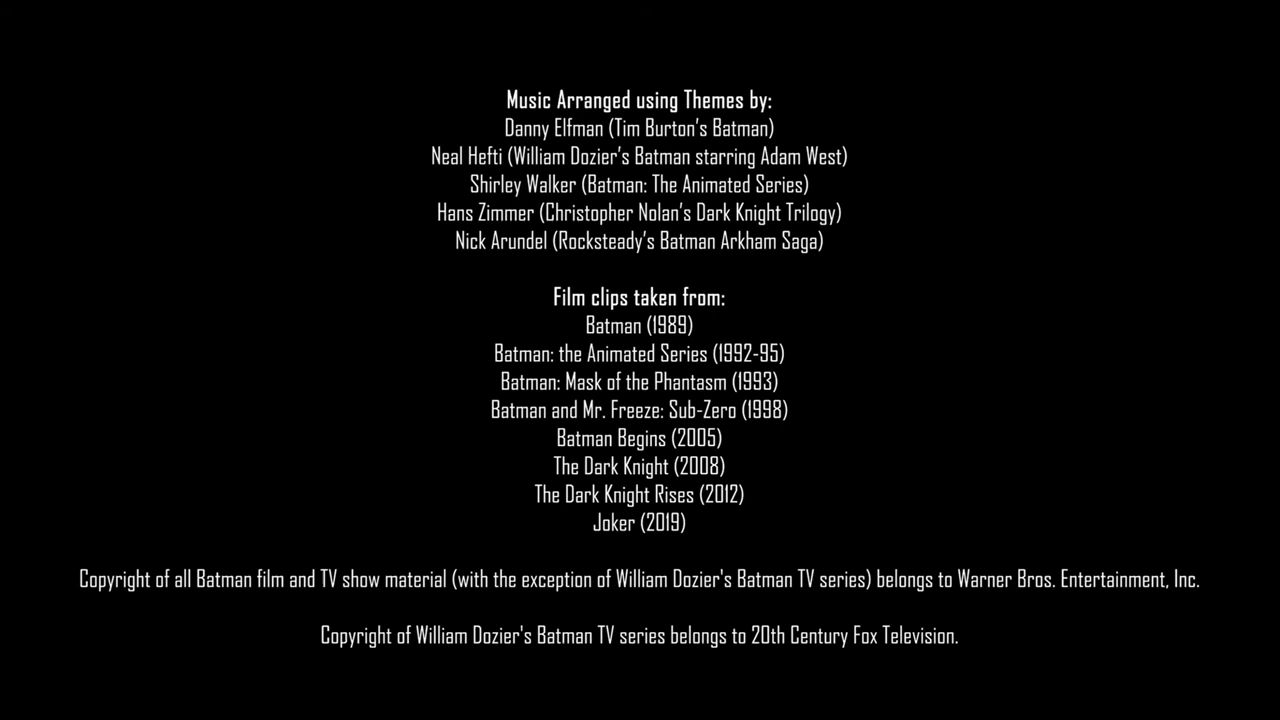 Music Arranged using Themes by:
Danny Elfman (Tim Burton’s Batman)
Neal Hefti (William Dozier’s Batman starring Adam West)
Shirley Walker (Batman: The Animated Series)
Hans Zimmer (Christopher Nolan’s Dark Knight Trilogy)
Nick Arundel (Rocksteady’s Batman Arkham Saga)
Film clips taken from:
Batman (1989)
Batman: the Animated Series (1992-95)
Batman: Mask of the Phantasm (1993)
Batman and Mr. Freeze: Sub-Zero (1998)
Batman Begins (2005)
The Dark Knight (2008)
The Dark Knight Rises (2012)
Joker (2019)
Copyright of all Batman film and TV show material (with the exception of William Dozier's Batman TV series) belongs to Warner Bros. Entertainment, Inc.
Copyright of William Dozier's Batman TV series belongs to 20th Century Fox Television.